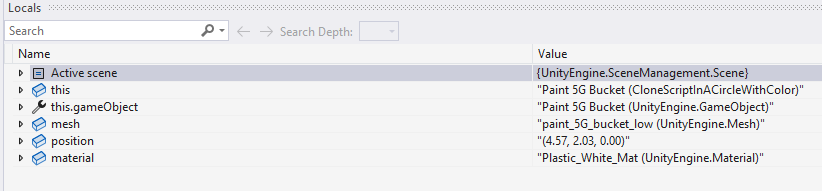 Locals
Search Search Depth:
Name Value
Active scene {UnityEngine.SceneManagement.Scene}
this "Paint 5G Bucket (CloneScriptInACircleWithColor)"
this.gameObject "Paint 5G Bucket (UnityEngine.GameObject)"
mesh "paint_5G_bucket_low (UnityEngine.Mesh)"
position "(4.57, 2.03, 0.00)"
material "Plastic_White_Mat (UnityEngine.Material)"